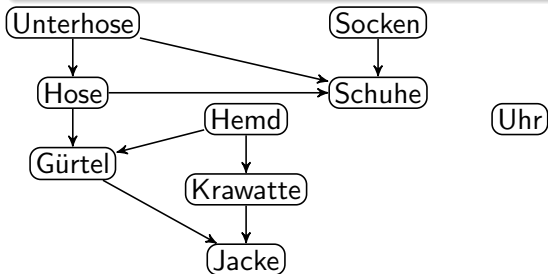 Unterhose Socken
Hose Schuhe
Hemd Uhr
Gürtel
Krawatte
Jacke